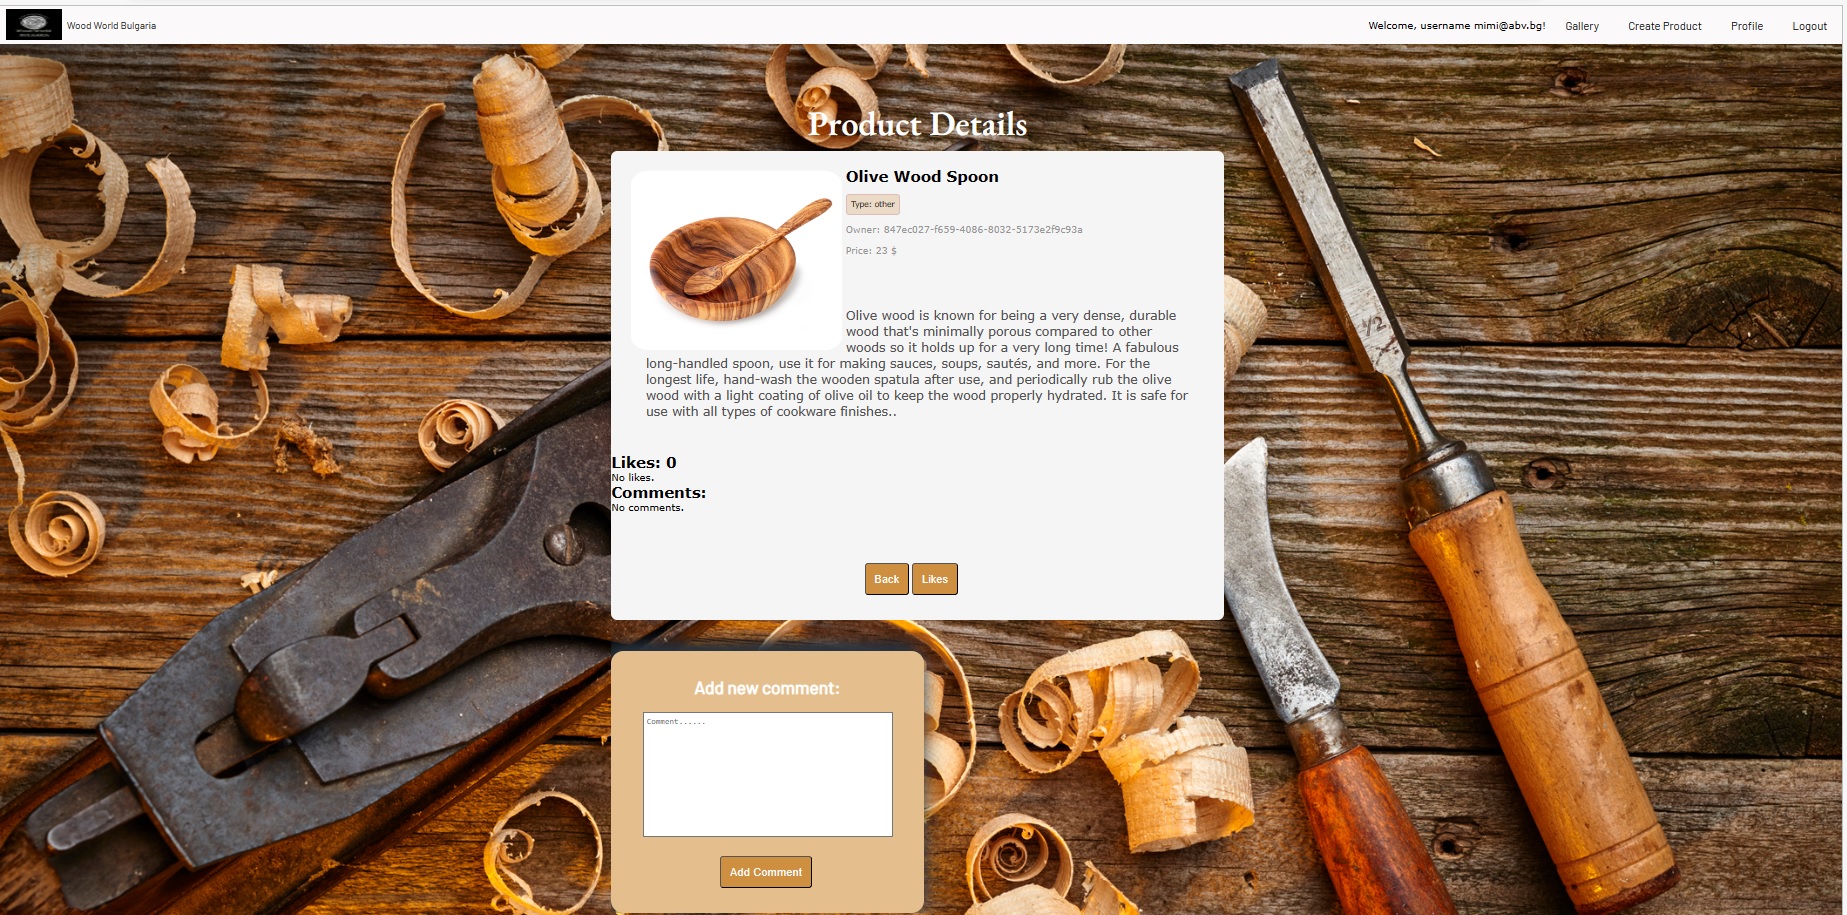 Wood World Bulgaria
Welcome, username mimi@abv.bg!
Gallery
Create Product
Profile
Logout
Product Details
Olive Wood Spoon
Type: other
Owner: 847ec027-f659-4086-8032-5173e2f9c93a
Price: 23 $
Olive wood is known for being a very dense, durable
wood that's minimally porous compared to other
woods so it holds up for a very long time! A fabulous
long-handled spoon, use it for making sauces, soups, sautés, and more. For the
longest life, hand-wash the wooden spatula after use, and periodically rub the olive
wood with a light coating of olive oil to keep the wood properly hydrated. It is safe for
use with all types of cookware finishes..
Likes: 0
No likes.
Comments:
No comments.
Back
Likes
Add new comment:
Comment......
Add Comment
1/2